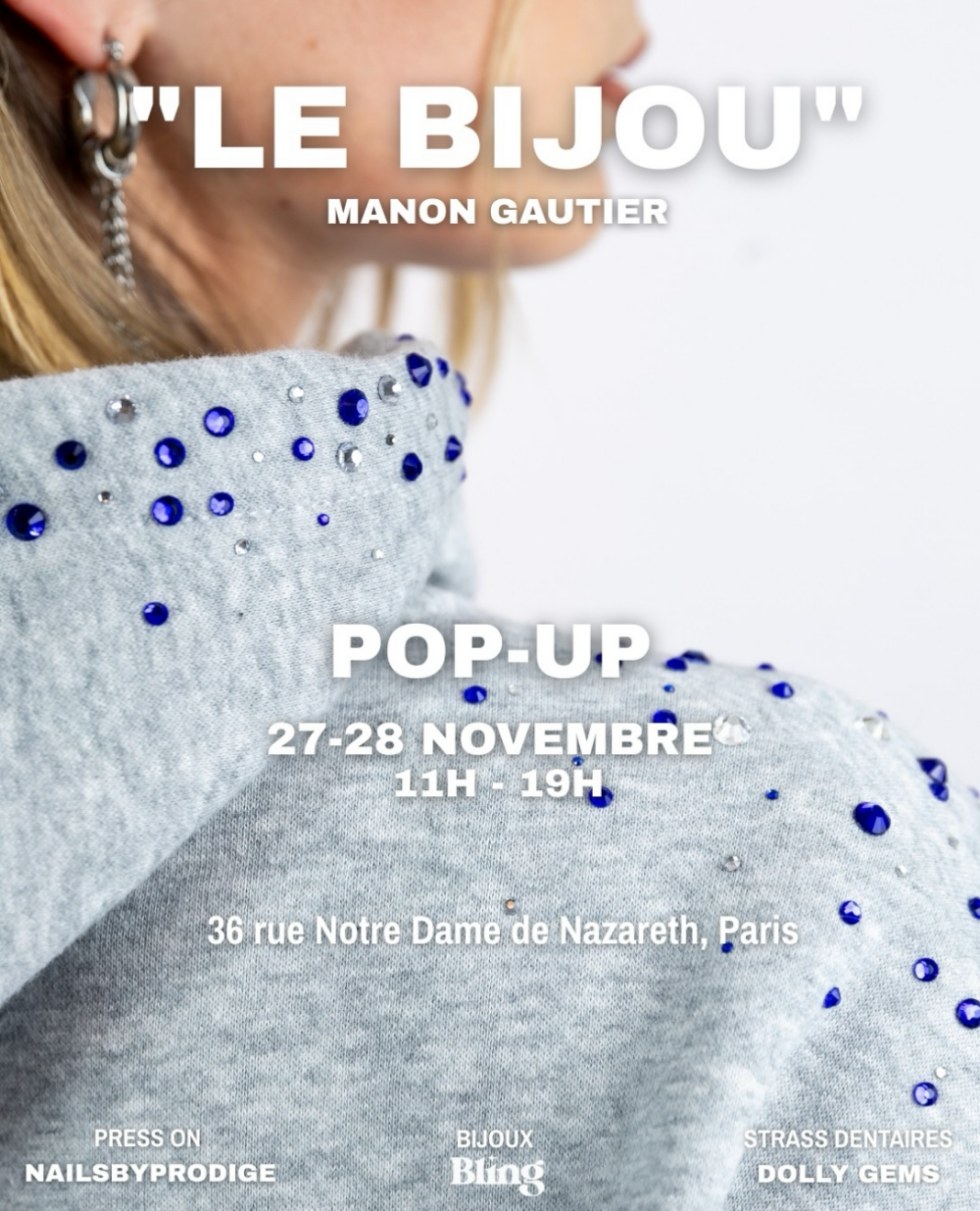 "LE BIJOU"
MANON GAUTIER
POP-UP
27-28 NOVEMBRE
11H - 19H
36 rue Notre Dame de Nazareth, Paris
PRESS ON
NAILSBYPRODIGE
BIJOUX
Bling
STRASS DENTAIRES
DOLLY GEMS